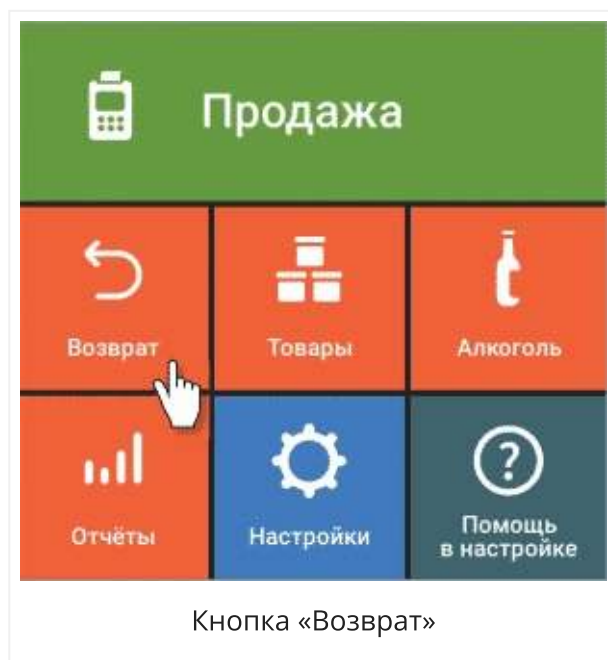 Продажа
Возврат
Товары
Алкоголь
Отчёты
Настройки
Помощь
в настройке
Кнопка «Возврат»